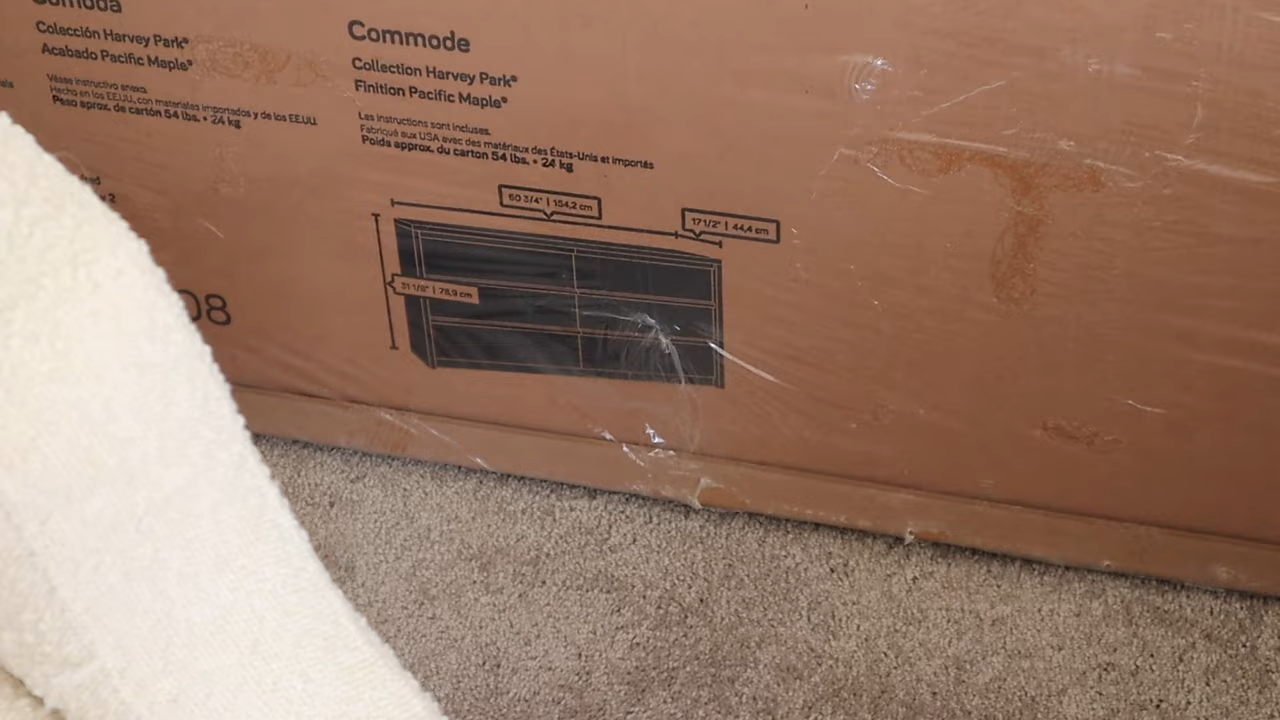 Cómoda
Colección Harvey Park®
Acabado Pacific Maple®
Véase instructivo anexo.
Hecho en los EE.UU. con materiales importados y de los EE.UU.
Peso aprox. de cartón 54 lbs. • 24 kg
Commode
Collection Harvey Park®
Finition Pacific Maple®
Les instructions sont incluses.
Fabriqué aux USA avec des matériaux des États-Unis et importés
Poids approx. du carton 54 lbs. • 24 kg
60 3/4" | 154,2 cm
17 1/2" | 44,4 cm
31 1/8" | 78,9 cm
08